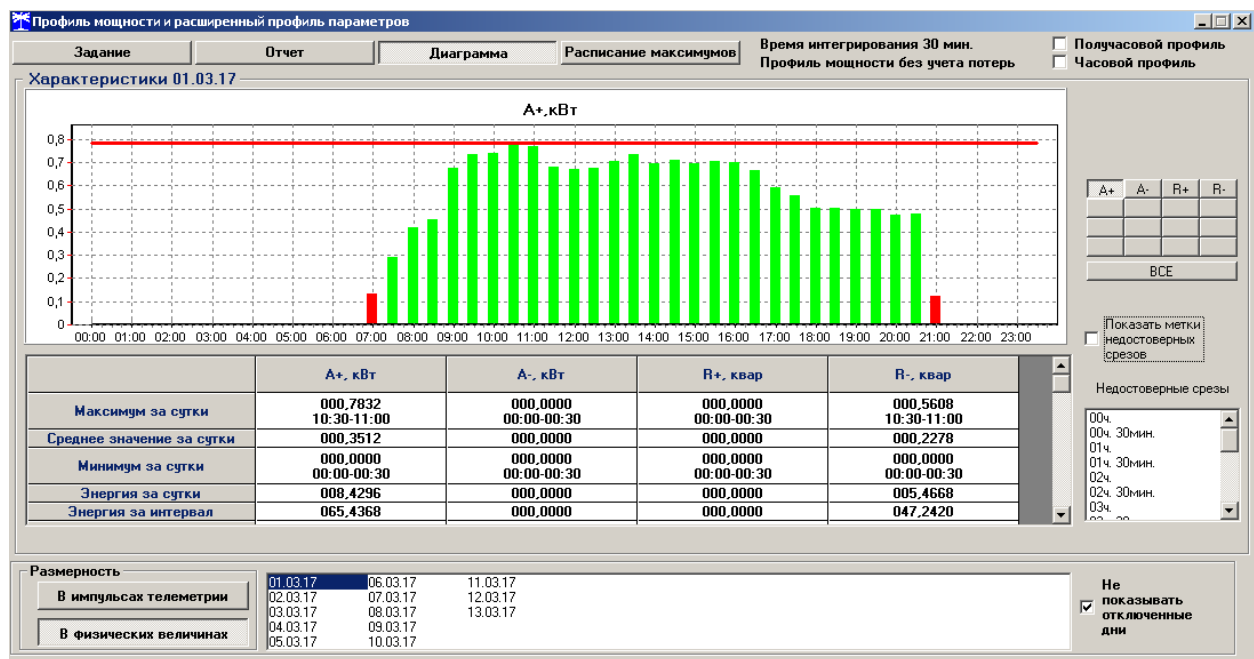 Профиль мощности и расширенный профиль параметров
Задание Отчет Диаграмма Расписание максимумов
Время интегрирования 30 мин.
Профиль мощности без учета потерь
Получасовой профиль
Часовой профиль
Характеристики 01.03.17
А+,кВт
0,8
0,7
0,6
0,5
0,4
0,3
0,2
0,1
0
00:00 01:00 02:00 03:00 04:00 05:00 06:00 07:00 08:00 09:00 10:00 11:00 12:00 13:00 14:00 15:00 16:00 17:00 18:00 19:00 20:00 21:00 22:00 23:00
A+ A- R+ R-
ВСЕ
Показать метки
недостоверных
срезов
Недостоверные срезы
00ч.
00ч. 30мин.
01ч.
01ч. 30мин.
02ч.
02ч. 30мин.
03ч.
A+, кВт A-, кВт R+, квар R-, квар
Максимум за сутки 000,7832 000,0000 000,0000 000,5608
10:30-11:00 00:00-00:30 00:00-00:30 10:30-11:00
Среднее значение за сутки 000,3512 000,0000 000,0000 000,2278
Минимум за сутки 000,0000 000,0000 000,0000 000,0000
00:00-00:30 00:00-00:30 00:00-00:30 00:00-00:30
Энергия за сутки 008,4296 000,0000 000,0000 005,4668
Энергия за интервал 065,4368 000,0000 000,0000 047,2420
Размерность
В импульсах телеметрии
В физических величинах
01.03.17 06.03.17 11.03.17
02.03.17 07.03.17 12.03.17
03.03.17 08.03.17 13.03.17
04.03.17 09.03.17
05.03.17 10.03.17
Не
показывать
отключенные
дни